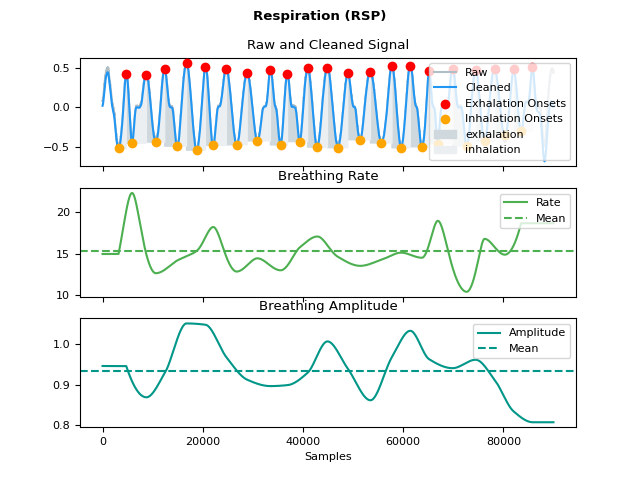 Respiration (RSP)
Raw and Cleaned Signal
0.5
0.0
−0.5
Raw
Cleaned
Exhalation Onsets
Inhalation Onsets
exhalation
inhalation
Breathing Rate
20
15
10
Rate
Mean
Breathing Amplitude
1.0
0.9
0.8
Amplitude
Mean
0 20000 40000 60000 80000
Samples